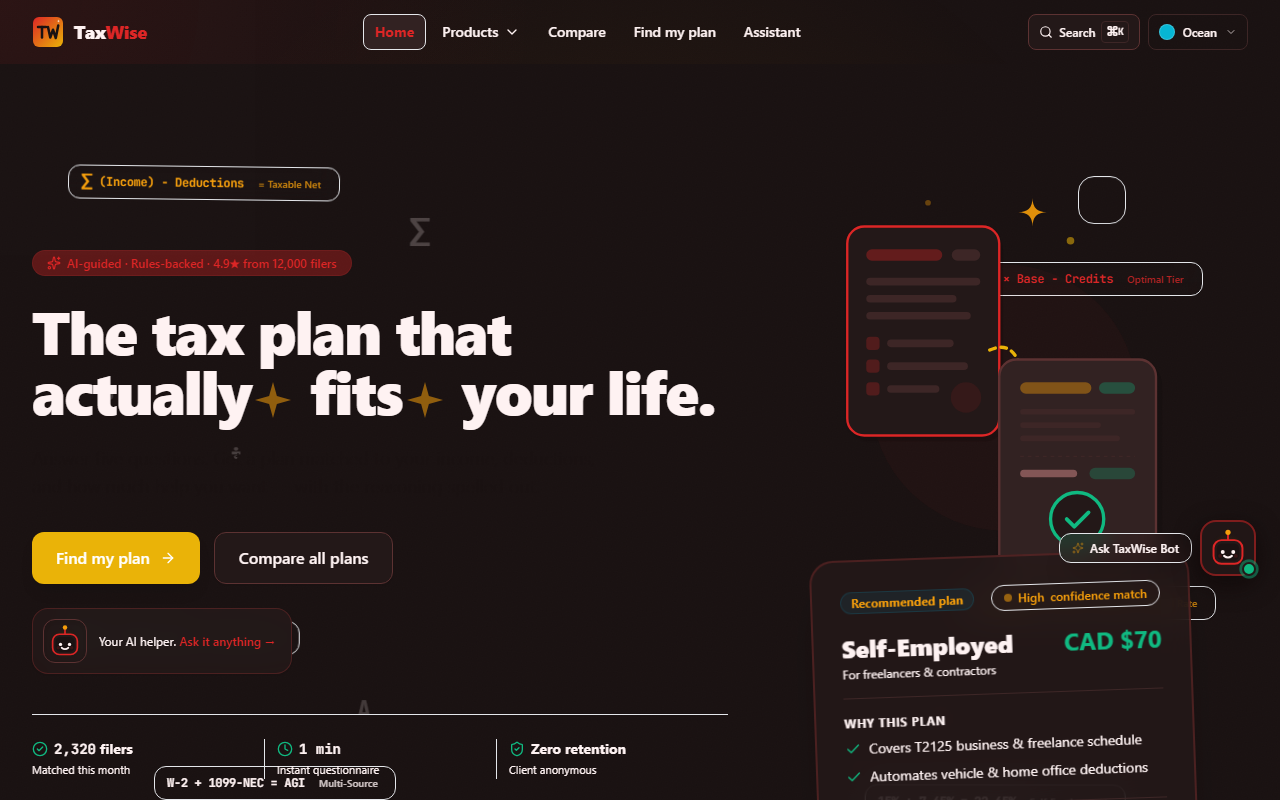 TW TaxWise
Home
Products
Compare
Find my plan
Assistant
Search ⌘K
Ocean
Σ (Income) - Deductions = Taxable Net
Σ
AI-guided · Rules-backed · 4.9★ from 12,000 filers
× Base - Credits Optimal Tier
The tax plan that
actually✦ fits✦ your life.
÷
Find my plan →
Compare all plans
Ask TaxWise Bot
Recommended plan
High confidence match
Your AI helper. Ask it anything →
Self-Employed
CAD $70
For freelancers & contractors
WHY THIS PLAN
Covers T2125 business & freelance schedule
Automates vehicle & home office deductions
2,320 filers
Matched this month
1 min
Instant questionnaire
Zero retention
Client anonymous
W-2 + 1099-NEC = AGI Multi-Source